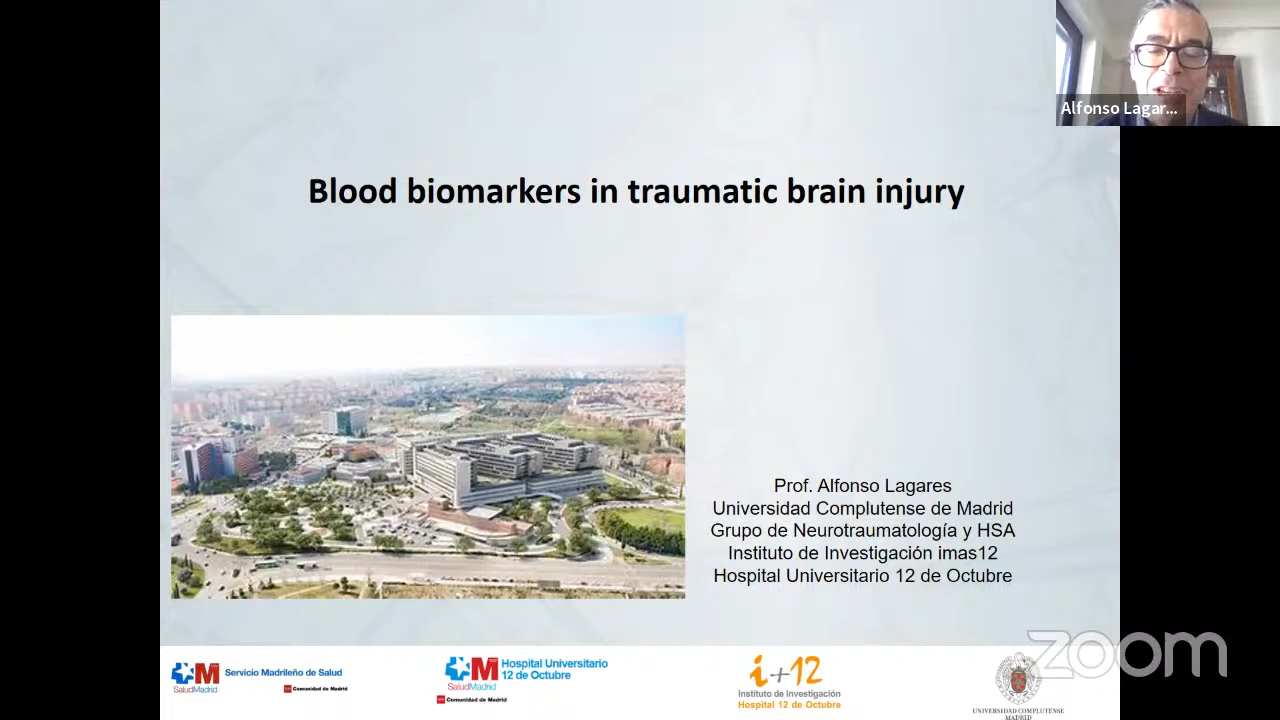 Alfonso Lagar...
Blood biomarkers in traumatic brain injury
Prof. Alfonso Lagares
Universidad Complutense de Madrid
Grupo de Neurotraumatología y HSA
Instituto de Investigación imas12
Hospital Universitario 12 de Octubre
zoom
SaludMadrid
Servicio Madrileño de Salud
Comunidad de Madrid
SaludMadrid
Hospital Universitario
12 de Octubre
Comunidad de Madrid
i+12
Instituto de Investigación
Hospital 12 de Octubre
UNIVERSIDAD COMPLUTENSE
MADRID